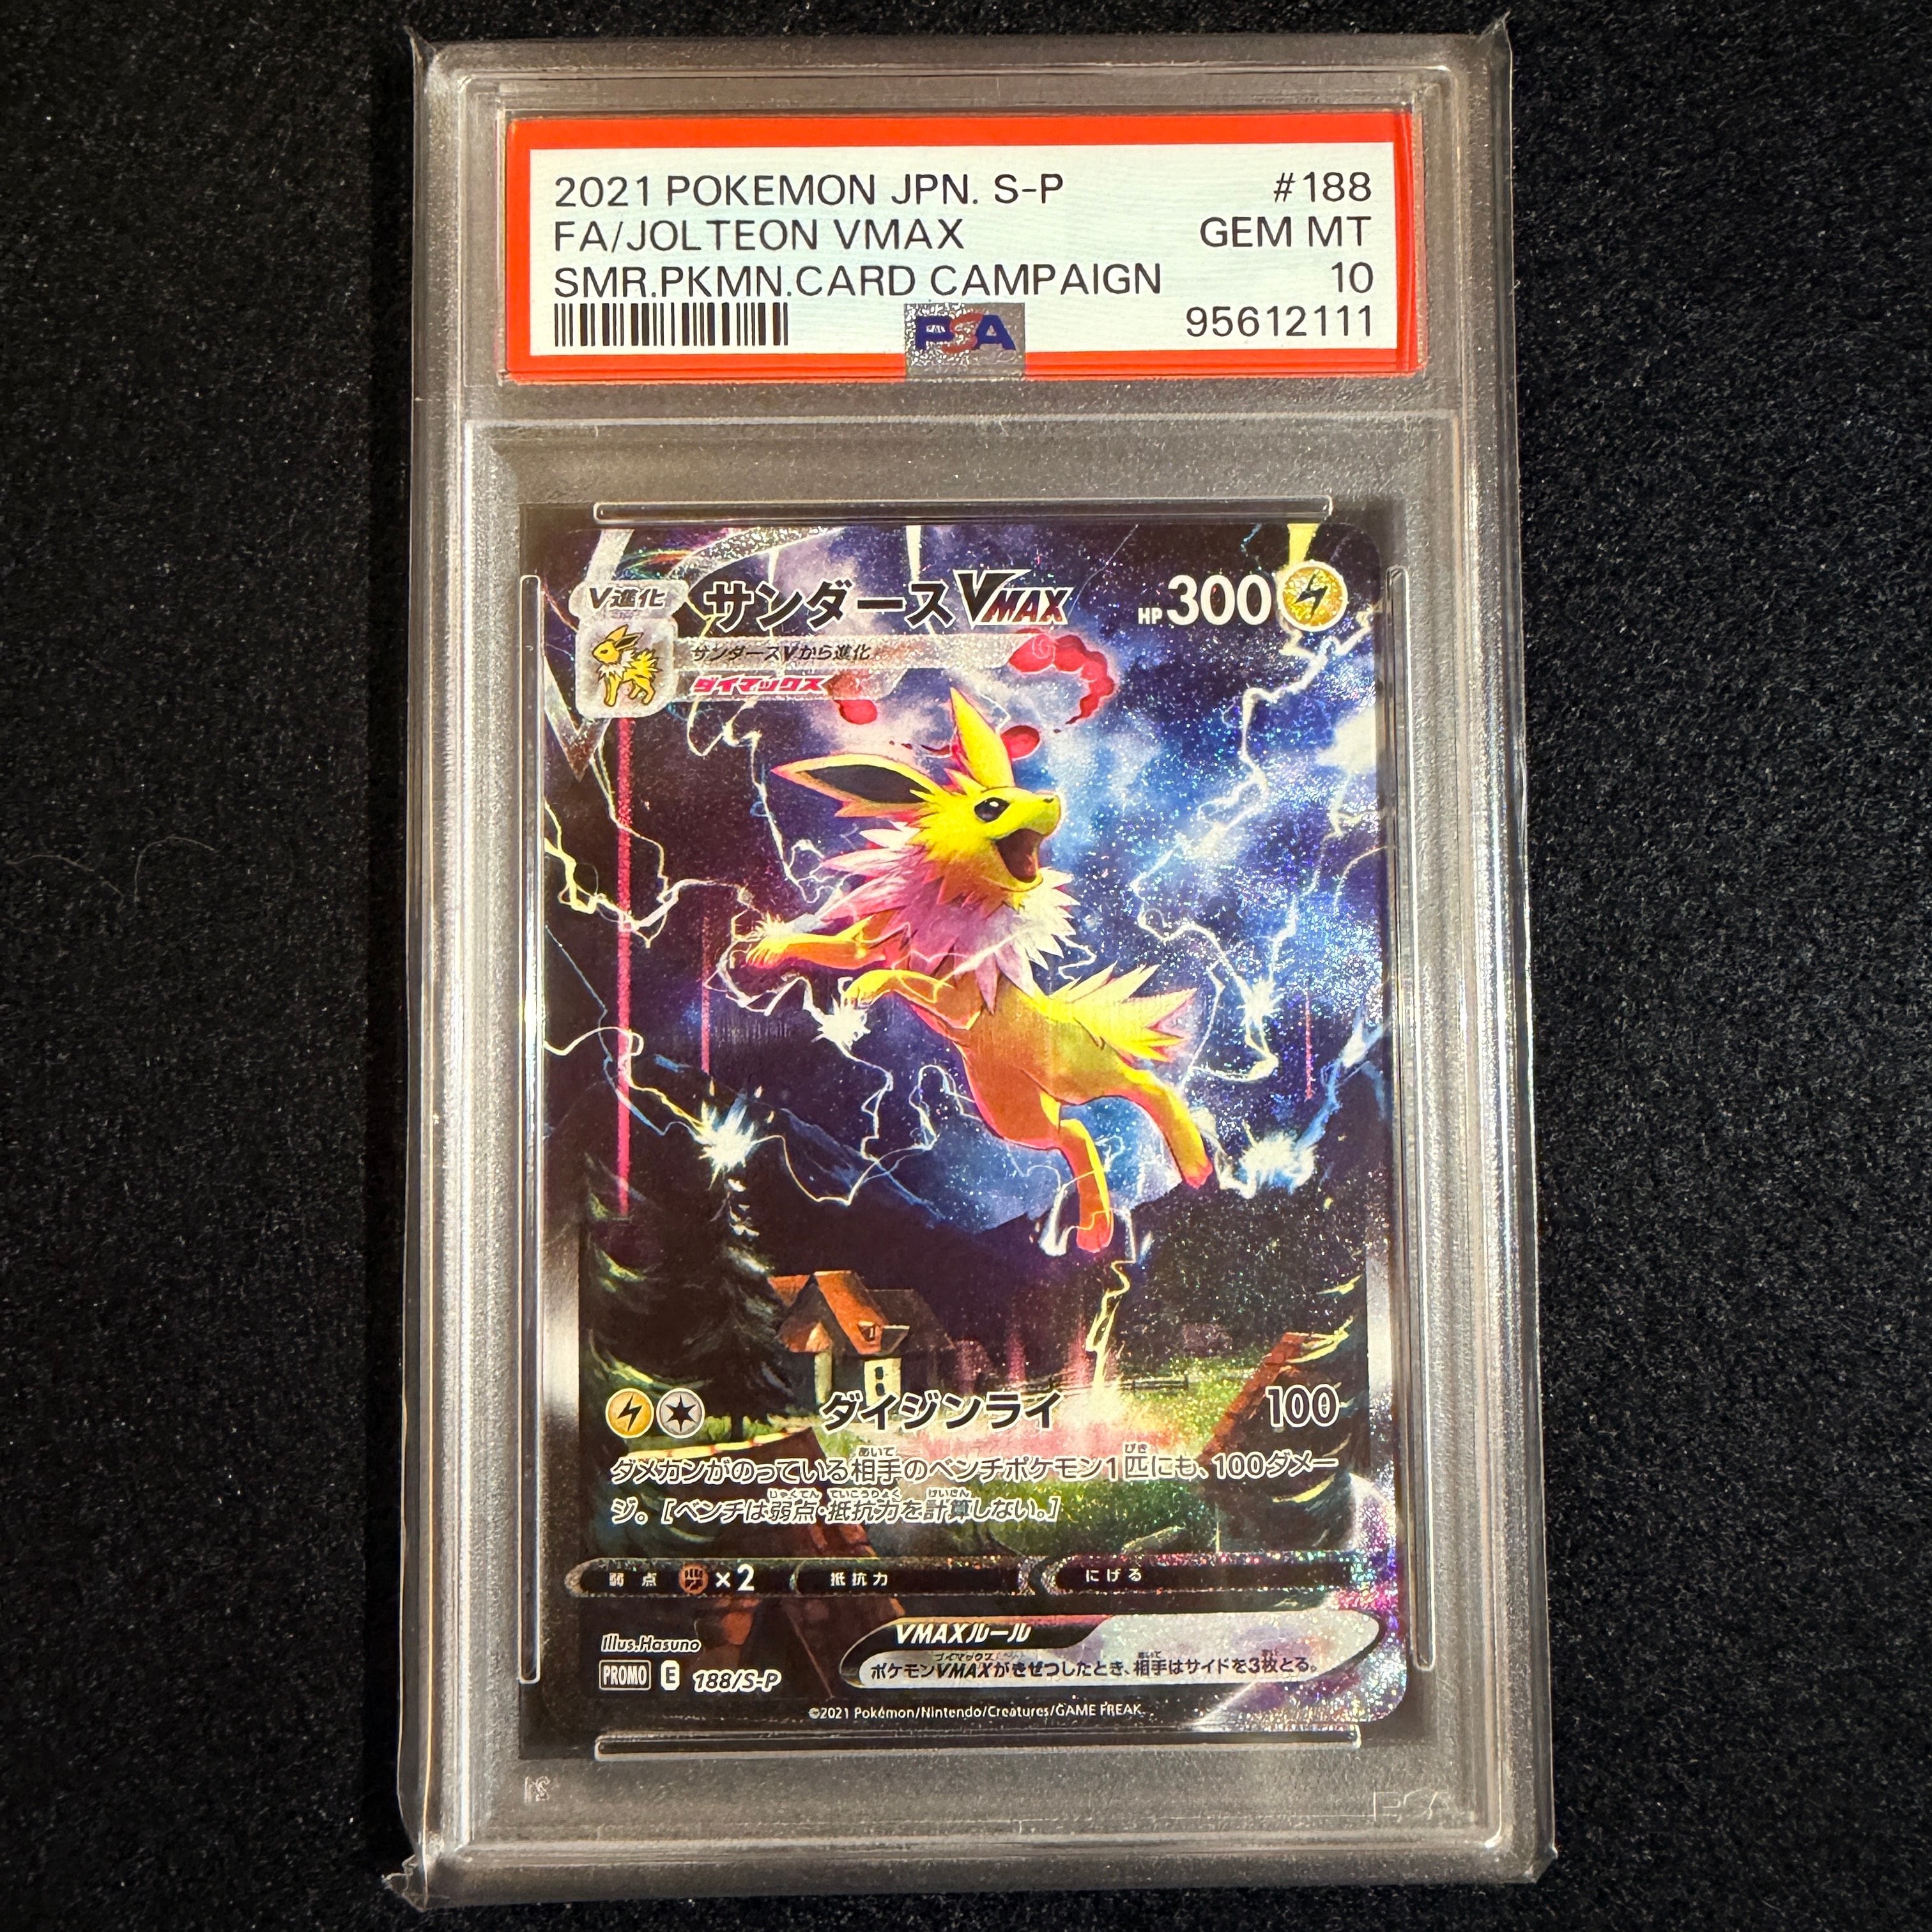 2021 POKEMON JPN. S-P #188
FA/JOLTEON VMAX GEM MT
SMR.PKMN.CARD CAMPAIGN 10
PSA 95612111
V進化 サンダースVMAX HP300
サンダースVから進化
ダイマックス
ダイジンライ 100
ダメカンがのっている相手のベンチポケモン1匹にも、100ダメー
ジ。[ベンチは弱点・抵抗力を計算しない。]
弱点 ×2 抵抗力 にげる
Illus.Hasuno VMAXルール
PROMO E 188/S-P ポケモンVMAXがきぜつしたとき、相手はサイドを3枚とる。
©2021 Pokémon/Nintendo/Creatures/GAME FREAK
PSA